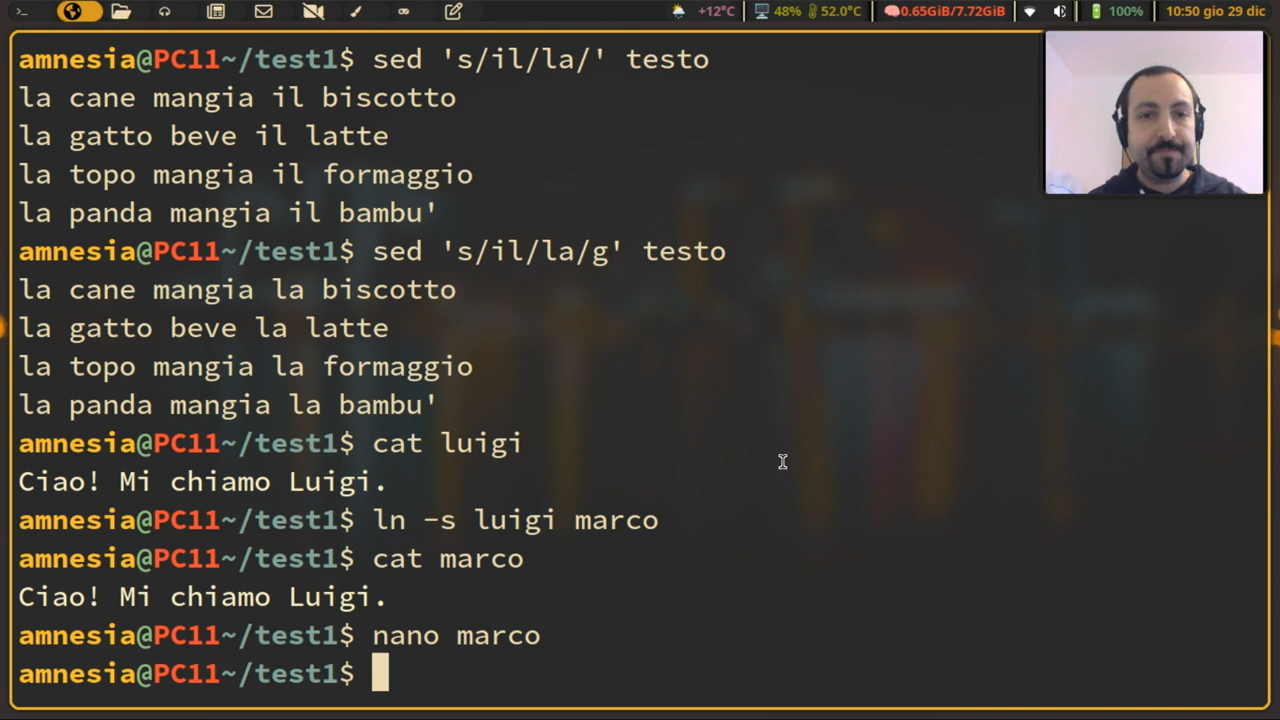 +12°C 48% 52.0°C 0.65GiB/7.72GiB 100% 10:50 gio 29 dic
amnesia@PC11~/test1$ sed 's/il/la/' testo
la cane mangia il biscotto
la gatto beve il latte
la topo mangia il formaggio
la panda mangia il bambu'
amnesia@PC11~/test1$ sed 's/il/la/g' testo
la cane mangia la biscotto
la gatto beve la latte
la topo mangia la formaggio
la panda mangia la bambu'
amnesia@PC11~/test1$ cat luigi
Ciao! Mi chiamo Luigi.
amnesia@PC11~/test1$ ln -s luigi marco
amnesia@PC11~/test1$ cat marco
Ciao! Mi chiamo Luigi.
amnesia@PC11~/test1$ nano marco
amnesia@PC11~/test1$